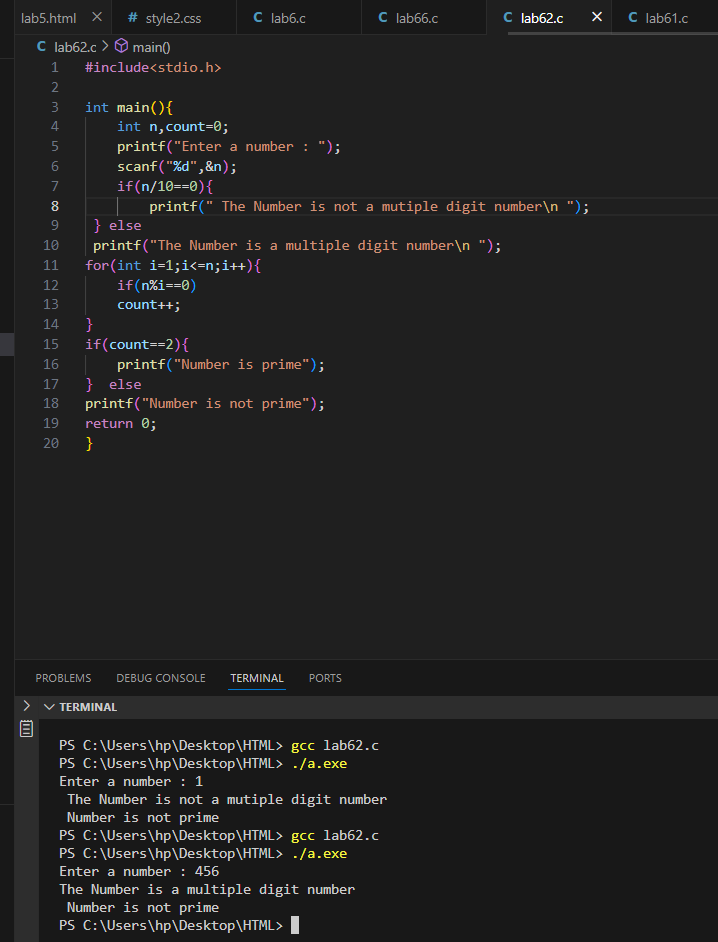 lab5.html × # style2.css C lab6.c C lab66.c C lab62.c × C lab61.c
C lab62.c > main()
1 #include<stdio.h>
2
3 int main(){
4     int n,count=0;
5     printf("Enter a number : ");
6     scanf("%d",&n);
7     if(n/10==0){
8         printf(" The Number is not a mutiple digit number\n ");
9  } else
10  printf("The Number is a multiple digit number\n ");
11 for(int i=1;i<=n;i++){
12     if(n%i==0)
13     count++;
14 }
15 if(count==2){
16     printf("Number is prime");
17 }  else
18 printf("Number is not prime");
19 return 0;
20 }
PROBLEMS DEBUG CONSOLE TERMINAL PORTS
TERMINAL
PS C:\Users\hp\Desktop\HTML> gcc lab62.c
PS C:\Users\hp\Desktop\HTML> ./a.exe
Enter a number : 1
 The Number is not a mutiple digit number
 Number is not prime
PS C:\Users\hp\Desktop\HTML> gcc lab62.c
PS C:\Users\hp\Desktop\HTML> ./a.exe
Enter a number : 456
The Number is a multiple digit number
 Number is not prime
PS C:\Users\hp\Desktop\HTML>